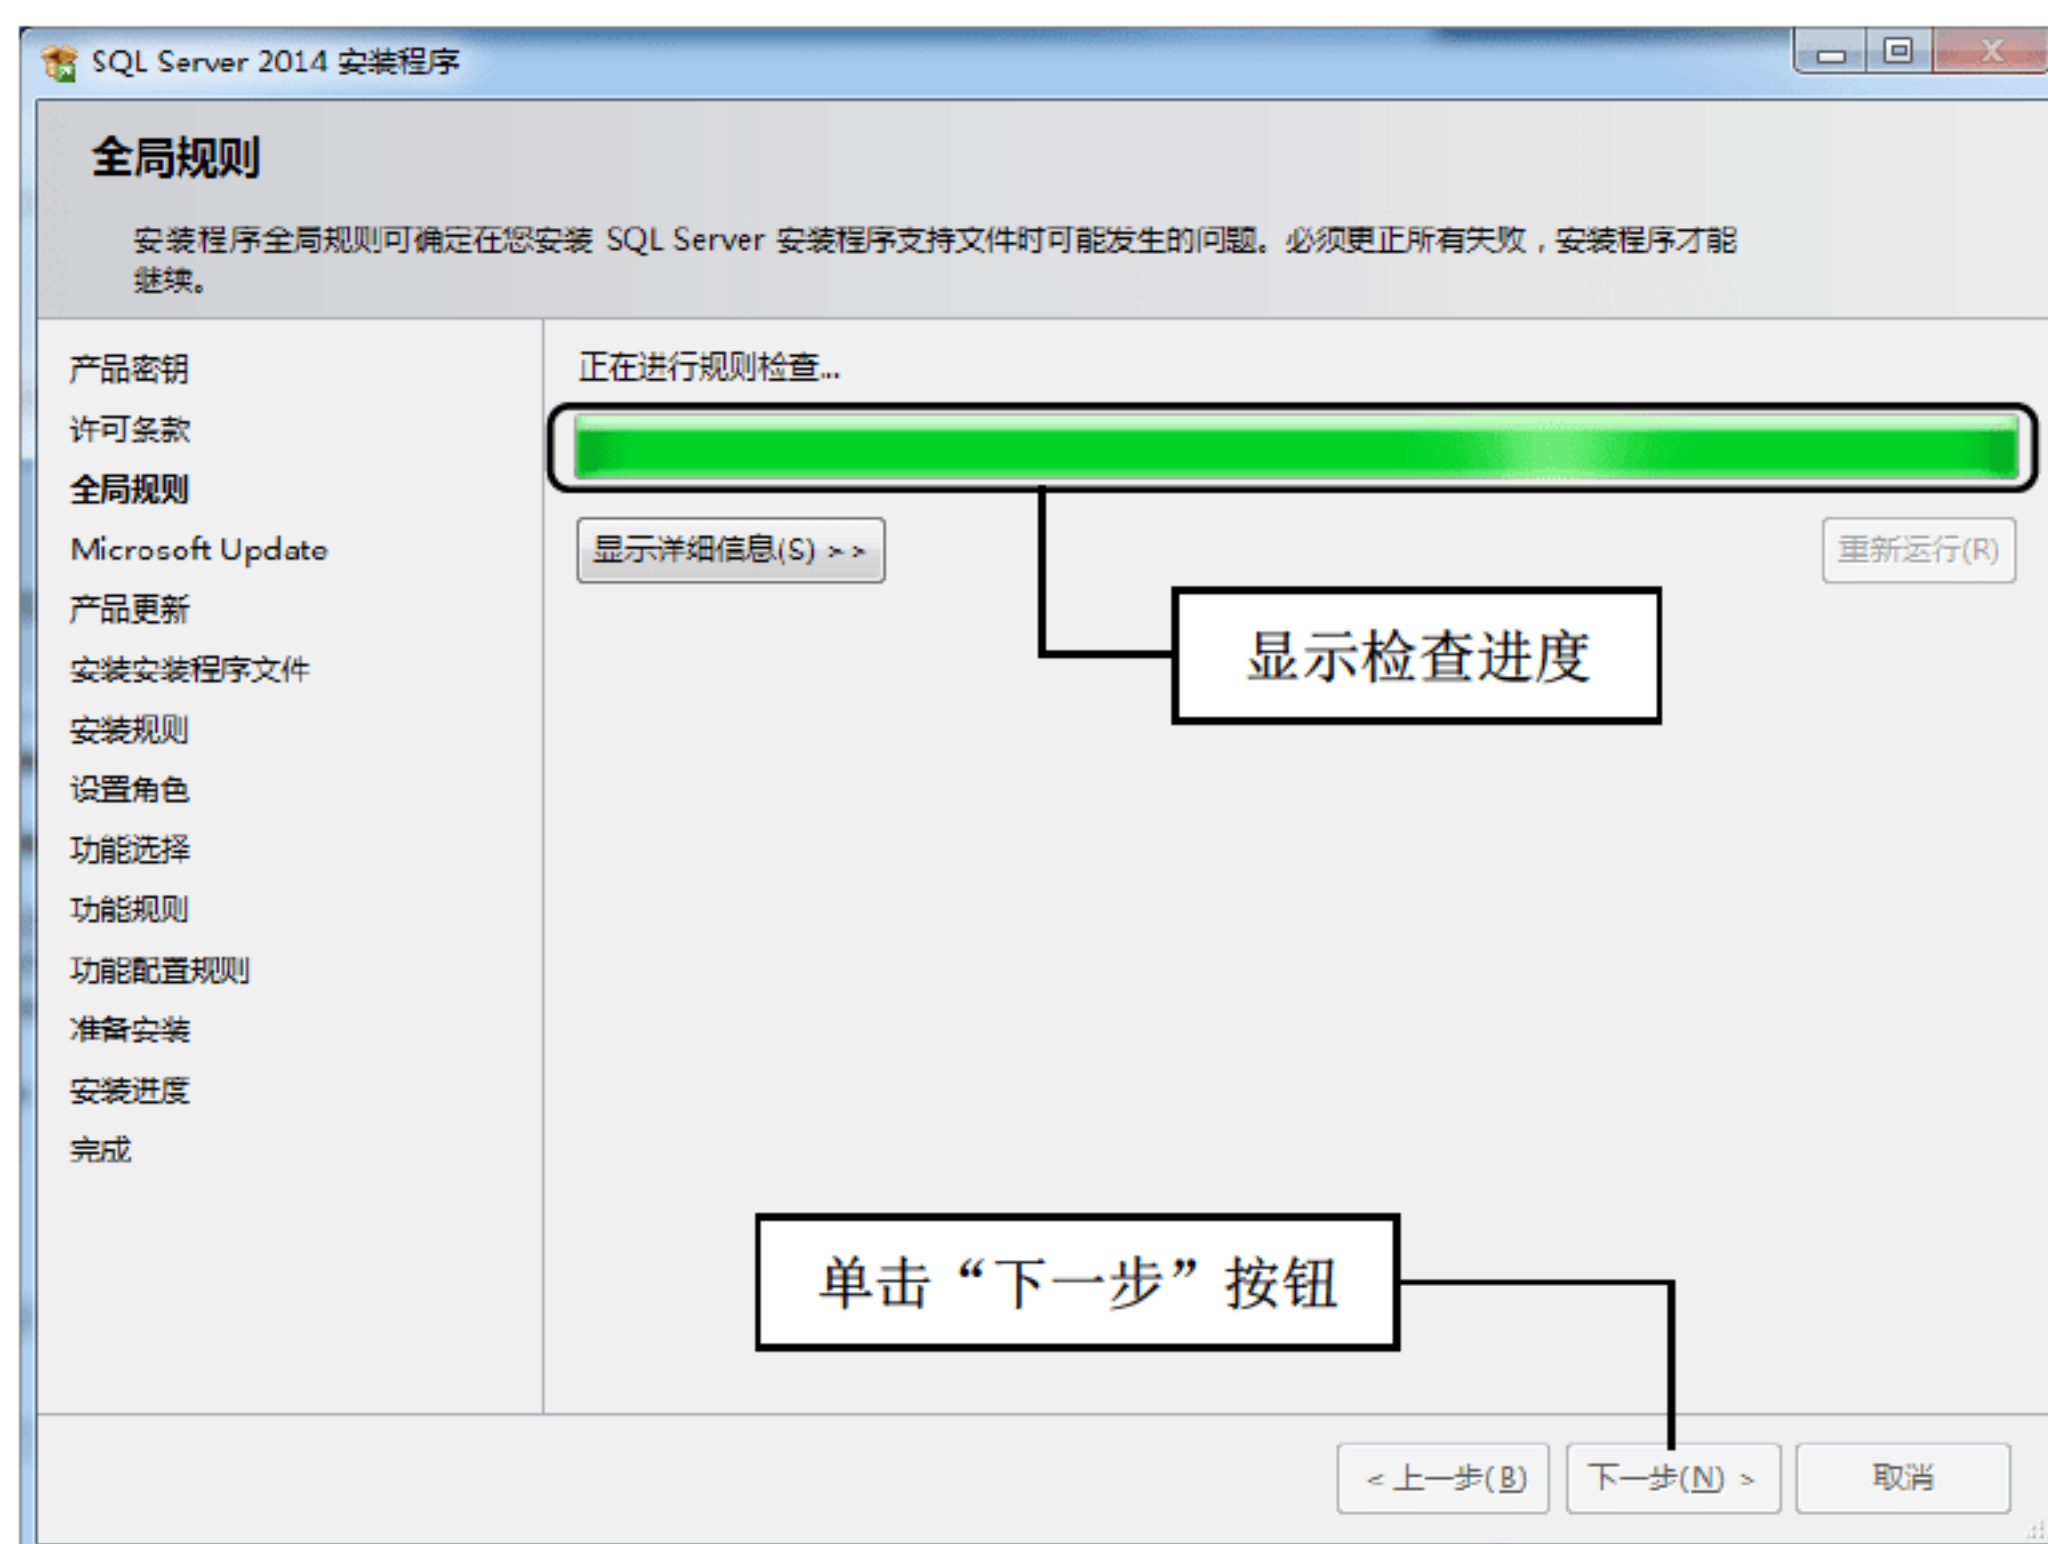 SQL Server 2014 安装程序
全局规则
安装程序全局规则可确定在您安装 SQL Server 安装程序支持文件时可能发生的问题。必须更正所有失败，安装程序才能
继续。
产品密钥
许可条款
全局规则
Microsoft Update
产品更新
安装安装程序文件
安装规则
设置角色
功能选择
功能规则
功能配置规则
准备安装
安装进度
完成
正在进行规则检查...
显示详细信息(S) >>
重新运行(R)
显示检查进度
单击“下一步”按钮
< 上一步(B)
下一步(N) >
取消